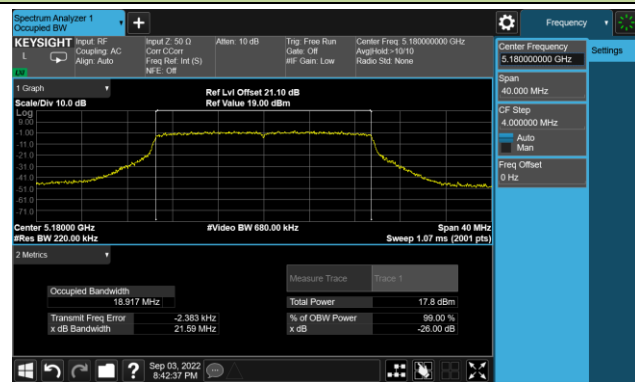 Spectrum Analyzer 1
Occupied BW
Frequency
KEYSIGHT
L
Input: RF
Coupling: AC
Align: Auto
Input Z: 50 Ω
Corr CCorr
Freq Ref: Int (S)
NFE: Off
Atten: 10 dB
Trig: Free Run
Gate: Off
#IF Gain: Low
Center Freq: 5.180000000 GHz
Avg|Hold:>10/10
Radio Std: None
Center Frequency
5.180000000 GHz
Settings
Span
40.000 MHz
CF Step
4.000000 MHz
Auto
Man
Freq Offset
0 Hz
1 Graph
Scale/Div 10.0 dB
Ref Lvl Offset 21.10 dB
Ref Value 19.00 dBm
Log
9.00
-1.00
-11.0
-21.0
-31.0
-41.0
-51.0
-61.0
-71.0
Center 5.18000 GHz
#Video BW 680.00 kHz
Span 40 MHz
#Res BW 220.00 kHz
Sweep 1.07 ms (2001 pts)
2 Metrics
Measure Trace
Trace 1
Occupied Bandwidth
18.917 MHz
Total Power
17.8 dBm
Transmit Freq Error
-2.383 kHz
% of OBW Power
99.00 %
x dB Bandwidth
21.59 MHz
x dB
-26.00 dB
Sep 03, 2022
8:42:37 PM